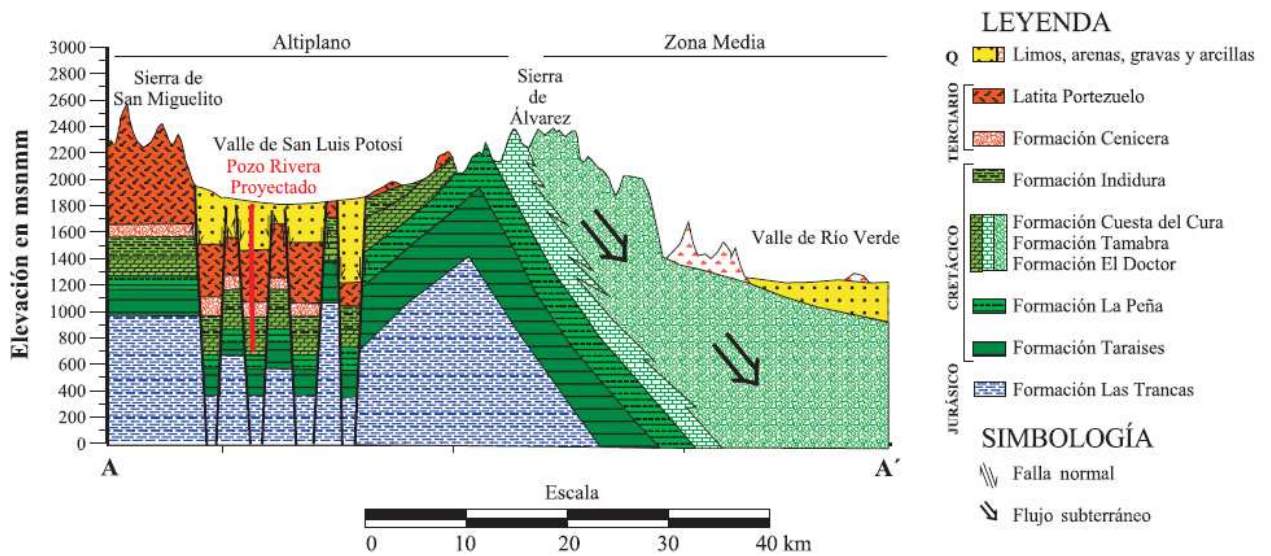 Altiplano
Zona Media
3000
2800
2600
2400
2200
2000
1800
1600
1400
1200
1000
800
600
400
200
0
Elevación en msnmm
Sierra de
San Miguelito
Valle de San Luis Potosí
Pozo Rivera
Proyectado
Sierra
de
Álvarez
Valle de Río Verde
A
A´
Escala
0 10 20 30 40 km
LEYENDA
Q
Limos, arenas, gravas y arcillas
TERCIARIO
Latita Portezuelo
Formación Cenicera
CRETÁCICO
Formación Indidura
Formación Cuesta del Cura
Formación Tamabra
Formación El Doctor
Formación La Peña
Formación Taraises
JURÁSICO
Formación Las Trancas
SIMBOLOGÍA
Falla normal
Flujo subterráneo